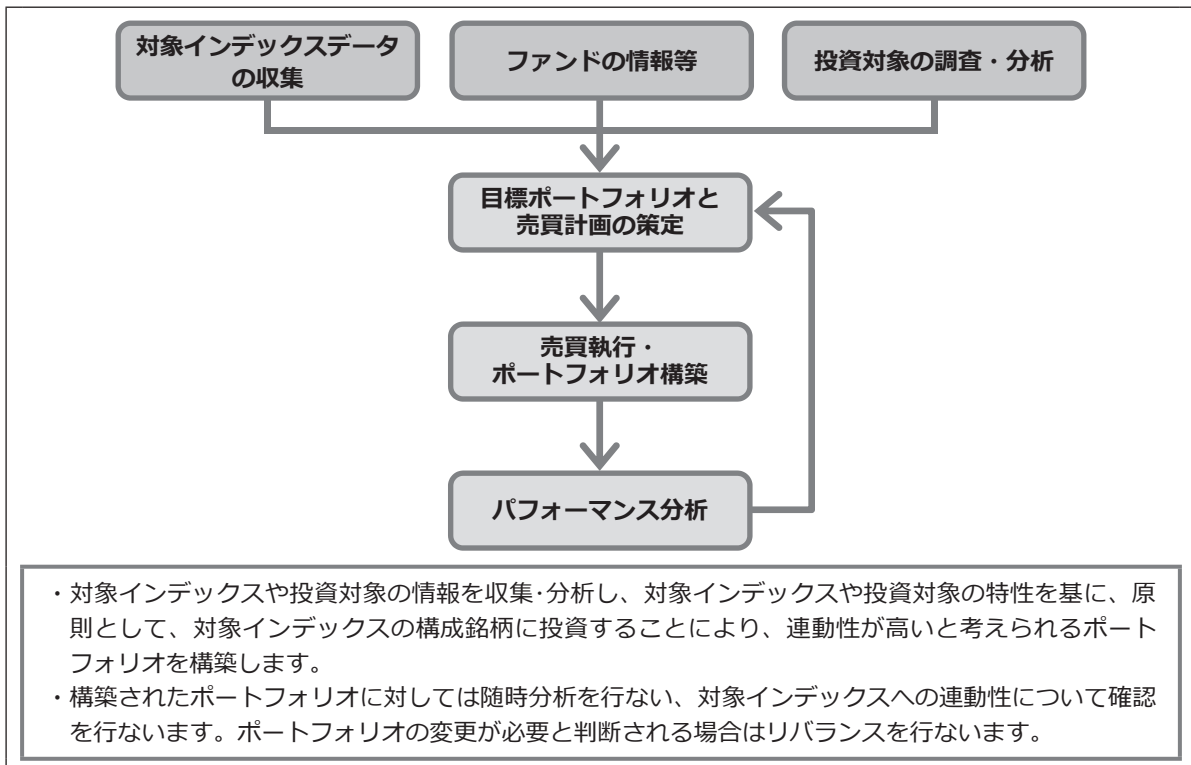 対象インデックスデータ
の収集
ファンドの情報等
投資対象の調査・分析
目標ポートフォリオと
売買計画の策定
売買執行・
ポートフォリオ構築
パフォーマンス分析
・対象インデックスや投資対象の情報を収集･分析し、対象インデックスや投資対象の特性を基に、原
則として、対象インデックスの構成銘柄に投資することにより、連動性が高いと考えられるポート
フォリオを構築します。
・構築されたポートフォリオに対しては随時分析を行ない、対象インデックスへの連動性について確認
を行ないます。ポートフォリオの変更が必要と判断される場合はリバランスを行ないます。